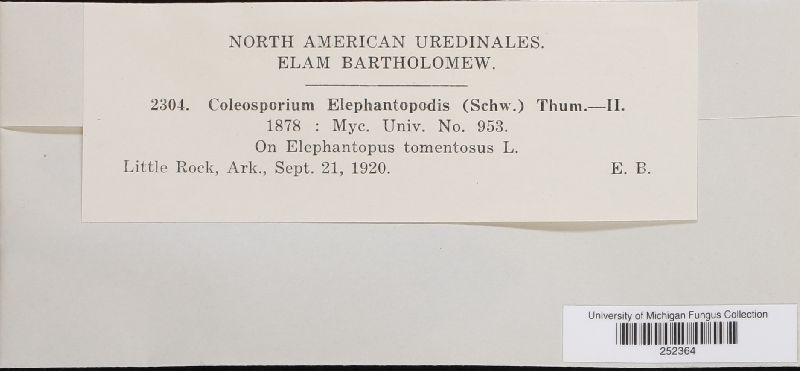 NORTH AMERICAN UREDINALES.
ELAM BARTHOLOMEW.
2304. Coleosporium Elephantopodis (Schw.) Thum.—II.
1878 : Myc. Univ. No. 953.
On Elephantopus tomentosus L.
Little Rock, Ark., Sept. 21, 1920. E. B.
University of Michigan Fungus Collection
252364